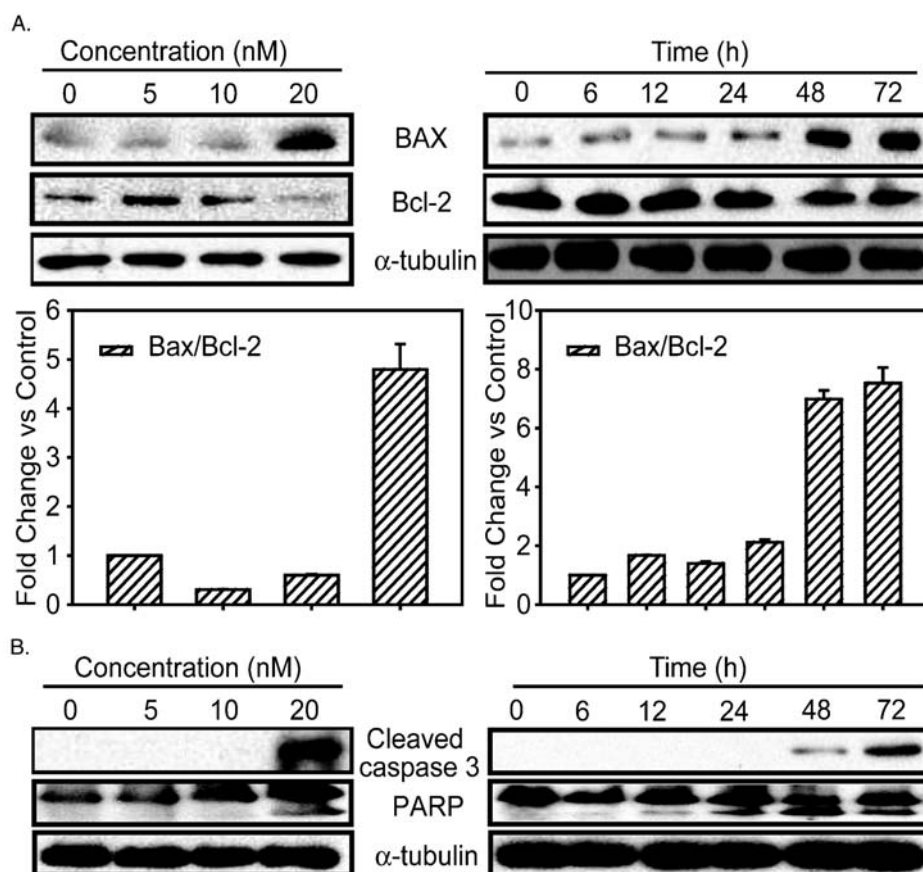 A.
Concentration (nM)
0 5 10 20
Time (h)
0 6 12 24 48 72
BAX
Bcl-2
α-tubulin
Fold Change vs Control
6
5
4
3
2
1
0
Bax/Bcl-2
Fold Change vs Control
10
8
6
4
2
0
Bax/Bcl-2
B.
Concentration (nM)
0 5 10 20
Time (h)
0 6 12 24 48 72
Cleaved
caspase 3
PARP
α-tubulin